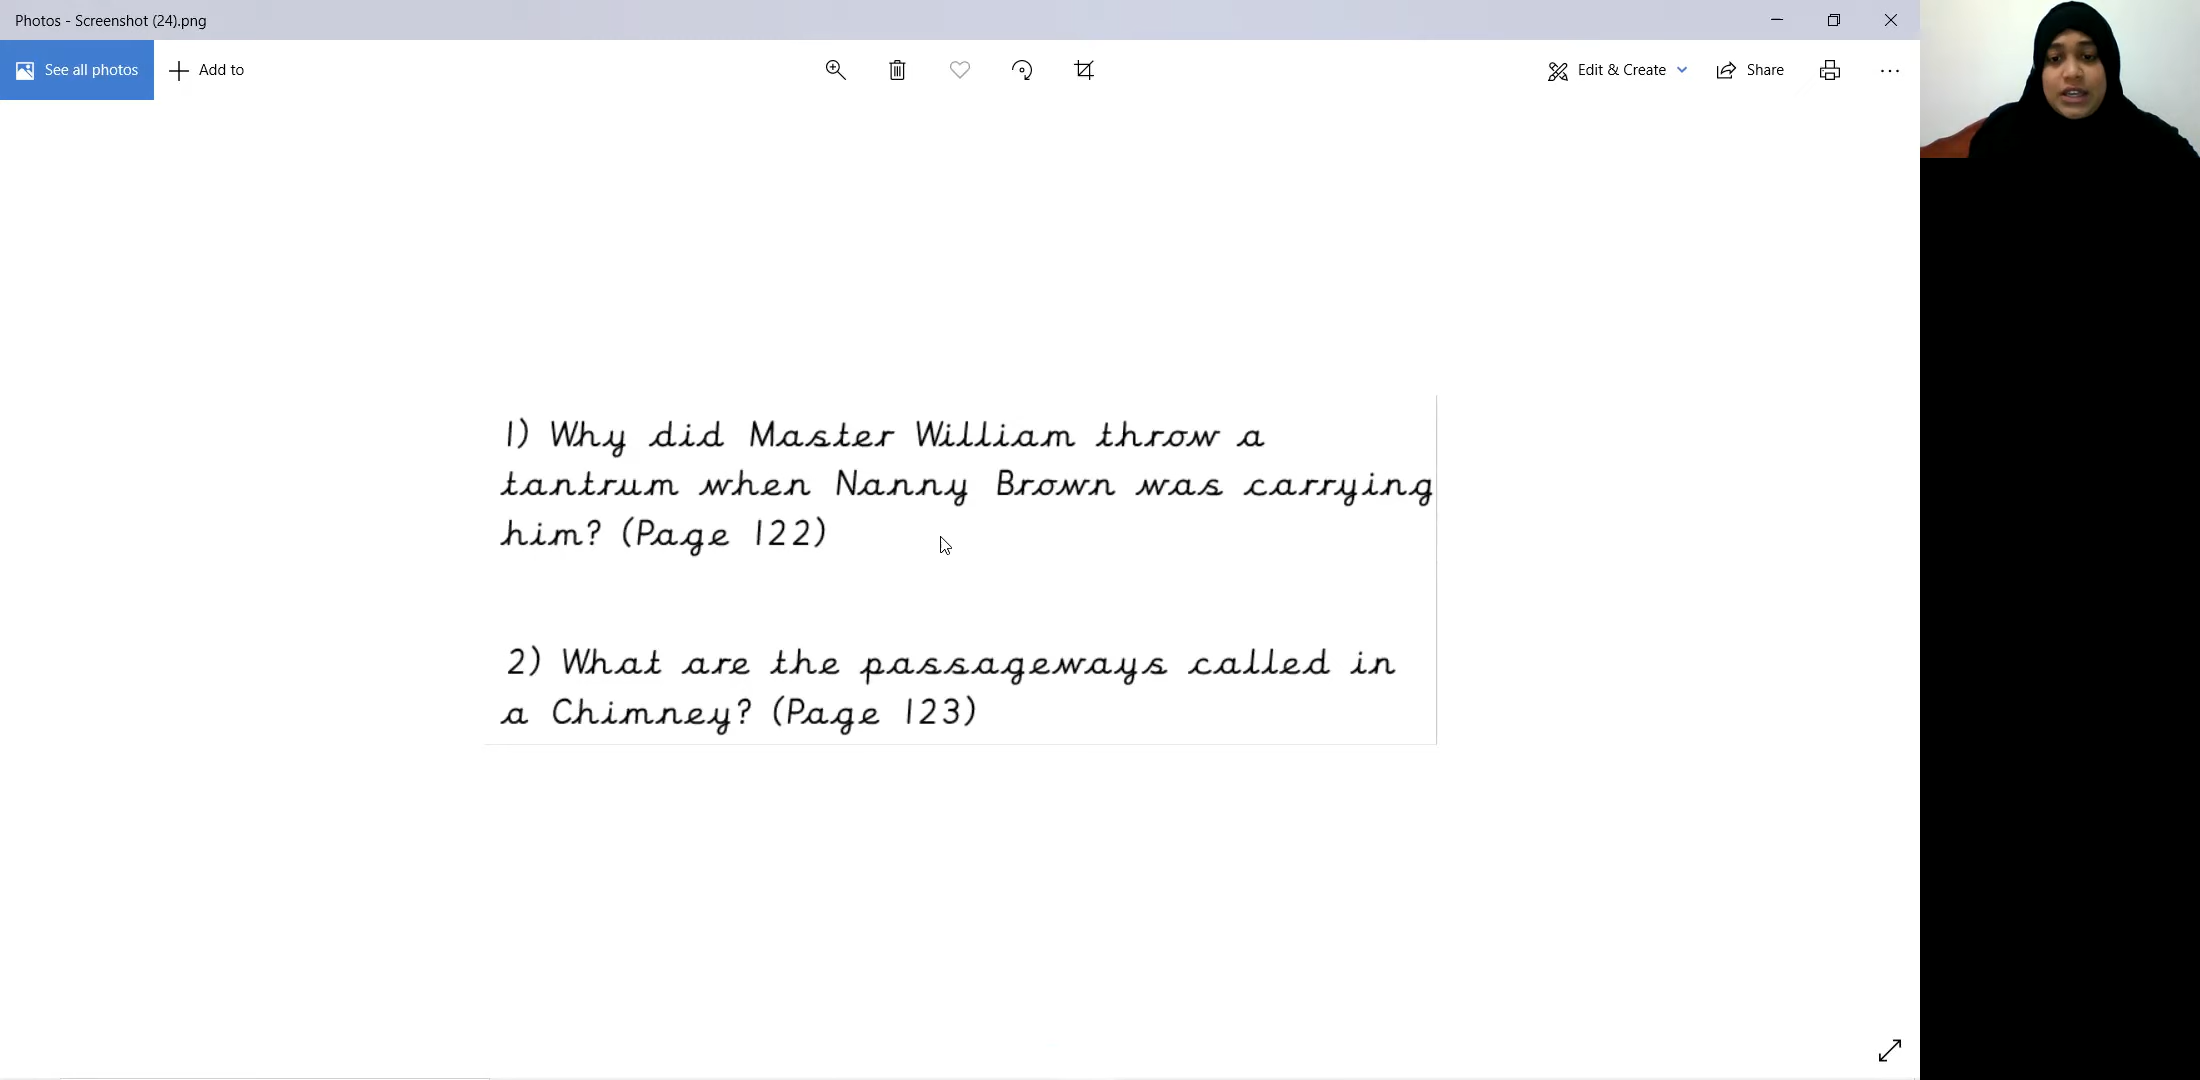 Photos - Screenshot (24).png
See all photos
Add to
Edit & Create
Share
1) Why did Master William throw a
tantrum when Nanny Brown was carrying
him? (Page 122)
2) What are the passageways called in
a Chimney? (Page 123)